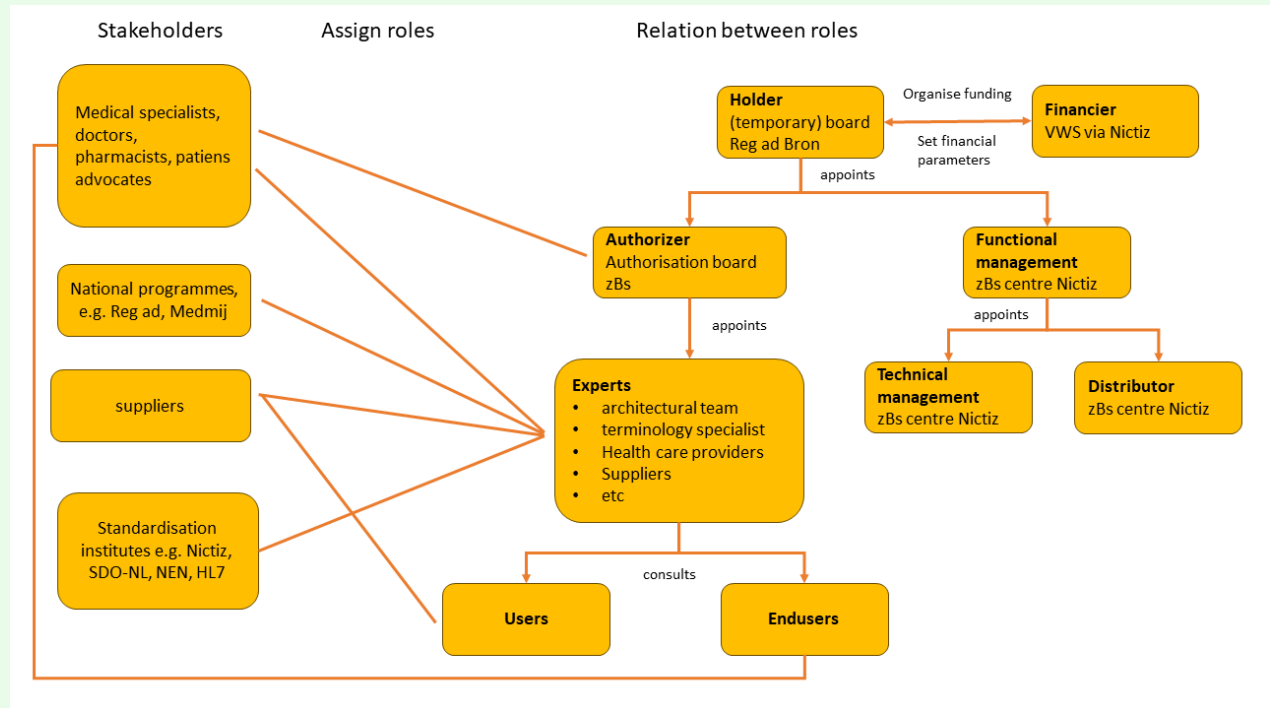 Stakeholders
Assign roles
Relation between roles
Medical specialists,
doctors,
pharmacists, patiens
advocates
National programmes,
e.g. Reg ad, Medmij
suppliers
Standardisation
institutes e.g. Nictiz,
SDO-NL, NEN, HL7
Holder
(temporary) board
Reg ad Bron
Organise funding
Set financial
parameters
Financier
VWS via Nictiz
appoints
Authorizer
Authorisation board
zBs
Functional
management
zBs centre Nictiz
appoints
appoints
Experts
• architectural team
• terminology specialist
• Health care providers
• Suppliers
• etc
Technical
management
zBs centre Nictiz
Distributor
zBs centre Nictiz
consults
Users
Endusers